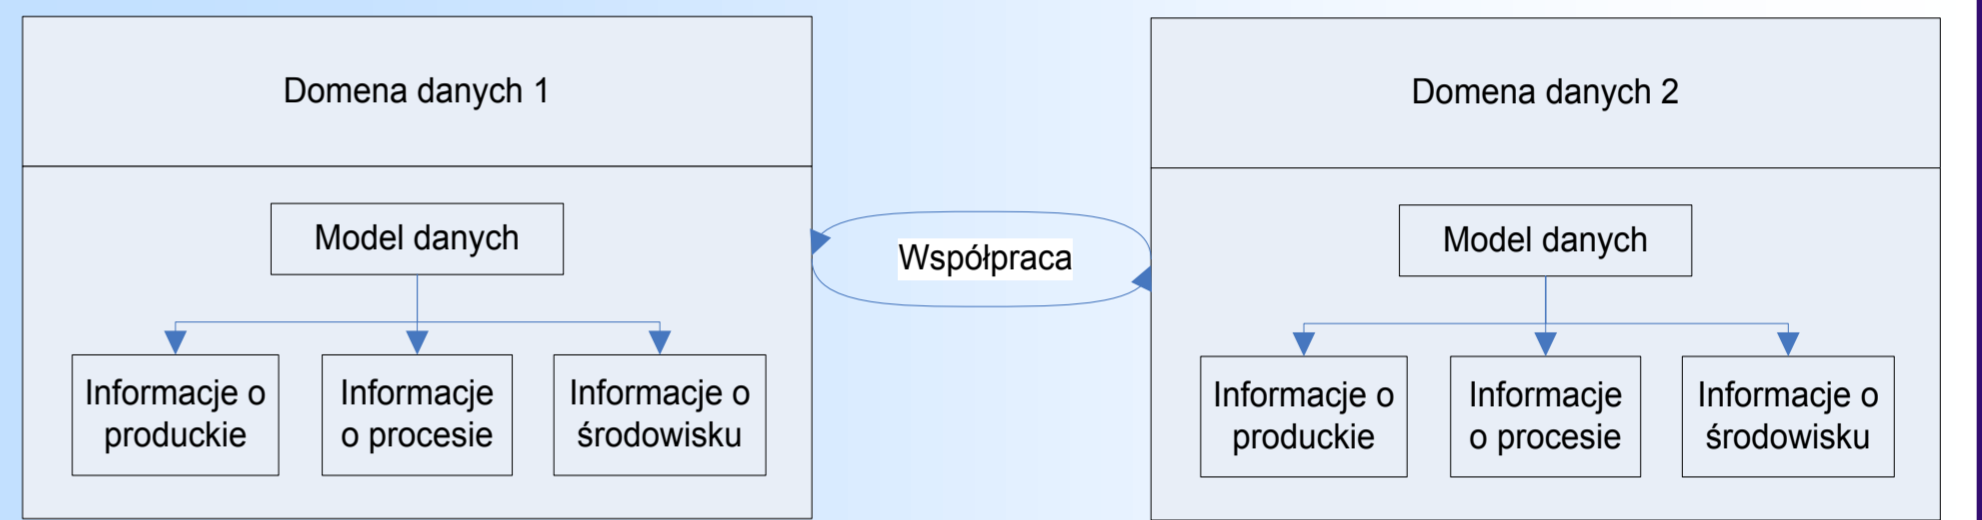 Domena danych 1
Model danych
Informacje o
produckie
Informacje
o procesie
Informacje o
środowisku
Współpraca
Domena danych 2
Model danych
Informacje o
produckie
Informacje
o procesie
Informacje o
środowisku